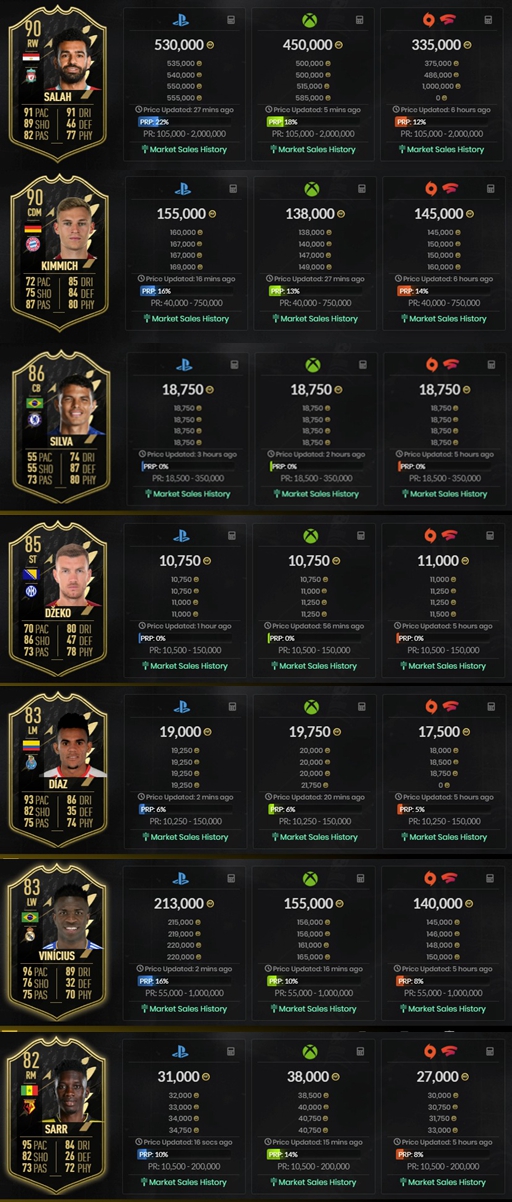 90
RW
SALAH
91 PAC 91 DRI
89 SHO 46 DEF
82 PAS 77 PHY
530,000
535,000
540,000
550,000
555,000
Price Updated: 27 mins ago
PRP: 22%
PR: 105,000 - 2,000,000
Market Sales History
450,000
500,000
500,000
515,000
585,000
Price Updated: 5 mins ago
PRP: 18%
PR: 105,000 - 2,000,000
Market Sales History
335,000
375,000
486,000
1,000,000
0
Price Updated: 6 hours ago
PRP: 12%
PR: 105,000 - 2,000,000
Market Sales History
90
CDM
KIMMICH
72 PAC 85 DRI
75 SHO 84 DEF
87 PAS 80 PHY
155,000
160,000
167,000
167,000
169,000
Price Updated: 16 mins ago
PRP: 16%
PR: 40,000 - 750,000
Market Sales History
138,000
138,000
140,000
147,000
149,000
Price Updated: 27 mins ago
PRP: 13%
PR: 40,000 - 750,000
Market Sales History
145,000
145,000
150,000
150,000
160,000
Price Updated: 6 hours ago
PRP: 14%
PR: 40,000 - 750,000
Market Sales History
86
CB
SILVA
55 PAC 74 DRI
55 SHO 87 DEF
73 PAS 80 PHY
18,750
18,750
18,750
18,750
18,750
Price Updated: 3 hours ago
PRP: 0%
PR: 18,500 - 350,000
Market Sales History
18,750
18,750
18,750
18,750
18,750
Price Updated: 2 hours ago
PRP: 0%
PR: 18,500 - 350,000
Market Sales History
18,750
18,750
18,750
18,750
18,750
Price Updated: 5 hours ago
PRP: 0%
PR: 18,500 - 350,000
Market Sales History
85
ST
DŽEKO
70 PAC 80 DRI
86 SHO 47 DEF
73 PAS 78 PHY
10,750
10,750
10,750
11,000
11,000
Price Updated: 1 hour ago
PRP: 0%
PR: 10,500 - 150,000
Market Sales History
10,750
10,750
11,000
11,250
11,250
Price Updated: 56 mins ago
PRP: 0%
PR: 10,500 - 150,000
Market Sales History
11,000
11,000
11,250
11,250
11,500
Price Updated: 5 hours ago
PRP: 0%
PR: 10,500 - 150,000
Market Sales History
83
LM
DÍAZ
93 PAC 86 DRI
82 SHO 35 DEF
75 PAS 74 PHY
19,000
19,250
19,250
19,250
19,250
Price Updated: 2 mins ago
PRP: 6%
PR: 10,250 - 150,000
Market Sales History
19,750
20,000
20,000
20,000
21,750
Price Updated: 20 mins ago
PRP: 6%
PR: 10,250 - 150,000
Market Sales History
17,500
18,000
18,500
18,750
0
Price Updated: 5 hours ago
PRP: 5%
PR: 10,250 - 150,000
Market Sales History
83
LW
VINÍCIUS
96 PAC 89 DRI
76 SHO 32 DEF
75 PAS 70 PHY
213,000
215,000
219,000
220,000
220,000
Price Updated: 2 mins ago
PRP: 16%
PR: 55,000 - 1,000,000
Market Sales History
155,000
156,000
156,000
161,000
165,000
Price Updated: 16 mins ago
PRP: 10%
PR: 55,000 - 1,000,000
Market Sales History
140,000
145,000
146,000
148,000
150,000
Price Updated: 5 hours ago
PRP: 8%
PR: 55,000 - 1,000,000
Market Sales History
82
RM
SARR
95 PAC 84 DRI
82 SHO 26 DEF
73 PAS 72 PHY
31,000
32,000
33,000
34,000
34,750
Price Updated: 16 secs ago
PRP: 10%
PR: 10,500 - 200,000
Market Sales History
38,000
38,500
40,000
40,750
40,750
Price Updated: 15 mins ago
PRP: 14%
PR: 10,500 - 200,000
Market Sales History
27,000
30,000
30,750
31,750
33,000
Price Updated: 5 hours ago
PRP: 8%
PR: 10,500 - 200,000
Market Sales History